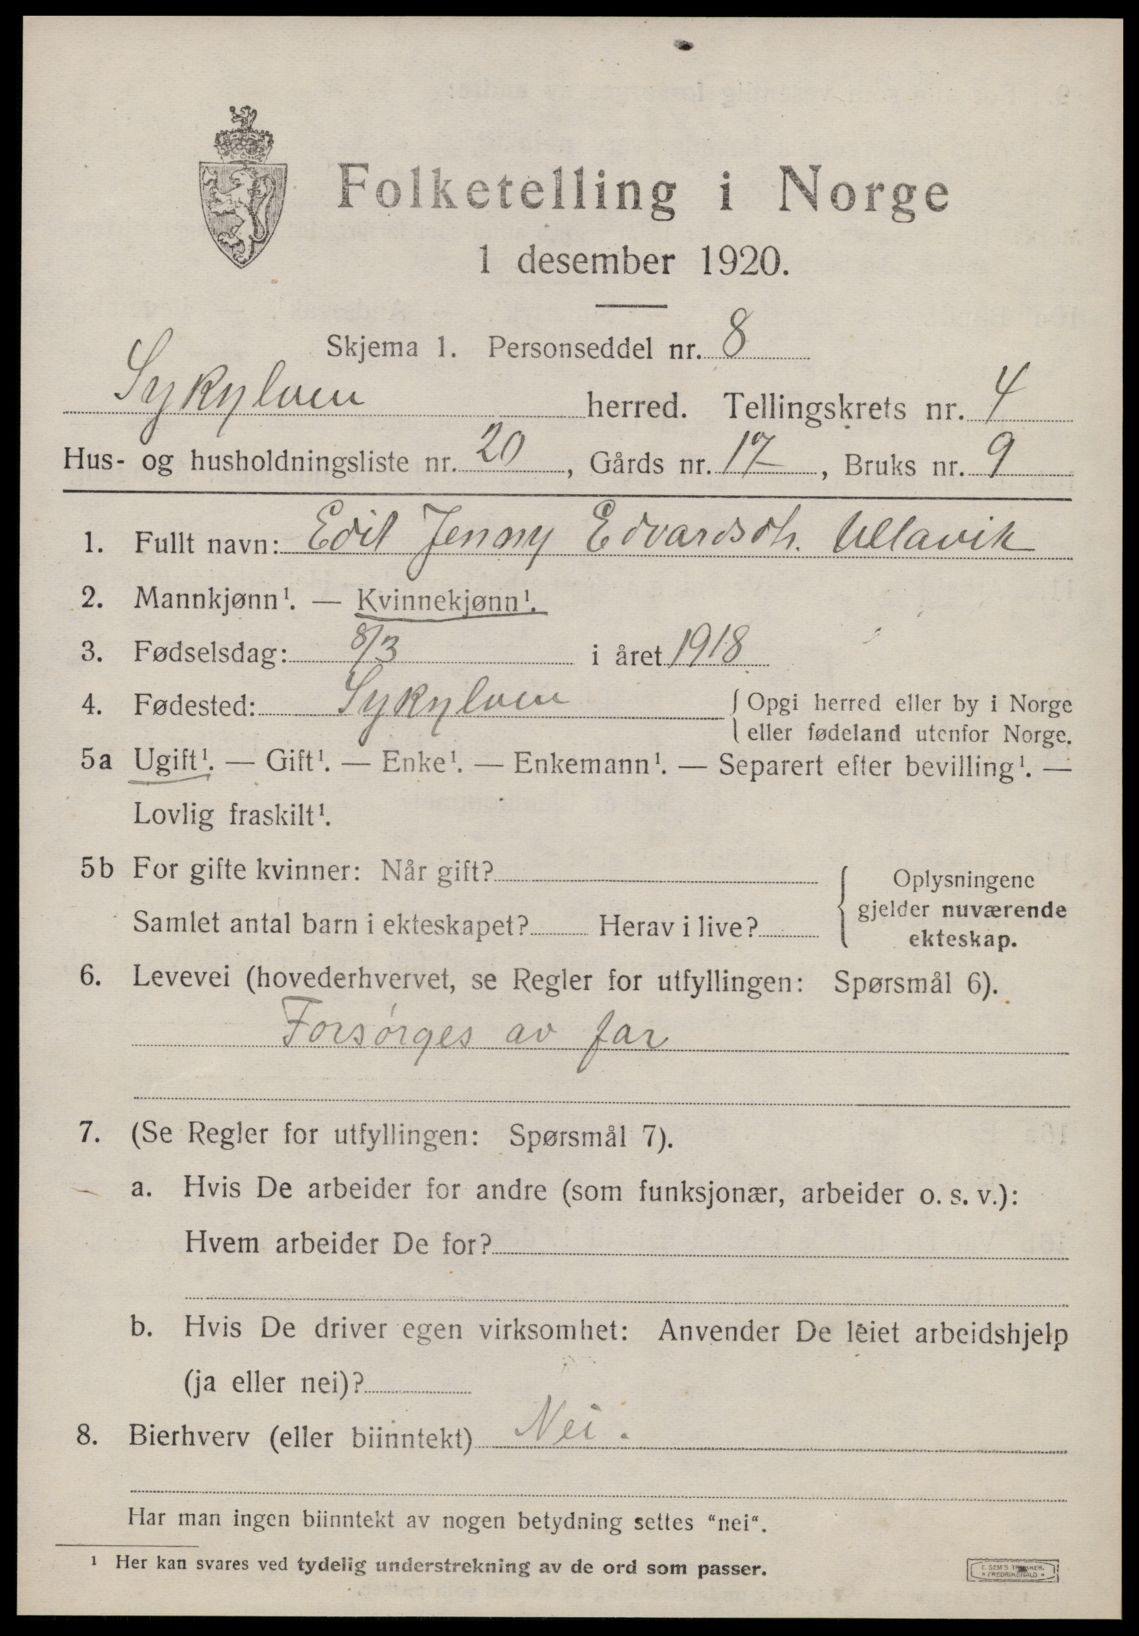 Folketelling i Norge
1 desember 1920.
Skjema 1. Personseddel nr. 8
Sykylven herred. Tellingskrets nr. 4
Hus- og husholdningsliste nr. 20, Gårds nr. 17, Bruks nr. 9
1. Fullt navn: Edit Jenny Edvardsdtr. Ullavik
2. Mannkjønn¹. — Kvinnekjønn¹.
3. Fødselsdag: 8/3 i året 1918
4. Fødested: Sykylven { Opgi herred eller by i Norge
eller fødeland utenfor Norge.
5a Ugift¹. — Gift¹. — Enke¹. — Enkemann¹. — Separert efter bevilling¹. —
Lovlig fraskilt¹.
5b For gifte kvinner: Når gift?
Samlet antal barn i ekteskapet? Herav i live?
Oplysningene
gjelder nuværende
ekteskap.
6. Levevei (hovederhvervet, se Regler for utfyllingen: Spørsmål 6).
Forsørges av far
7. (Se Regler for utfyllingen: Spørsmål 7).
a. Hvis De arbeider for andre (som funksjonær, arbeider o. s. v.):
Hvem arbeider De for?
b. Hvis De driver egen virksomhet: Anvender De leiet arbeidshjelp
(ja eller nei)?
8. Bierhverv (eller biinntekt) Nei.
Har man ingen biinntekt av nogen betydning settes "nei".
¹ Her kan svares ved tydelig understrekning av de ord som passer.